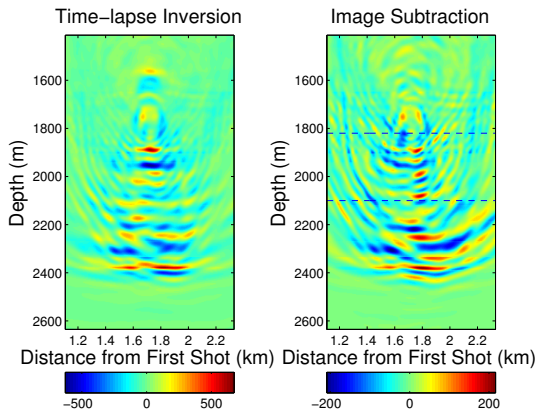 Time−lapse Inversion
Image Subtraction
Depth (m)
1600
1800
2000
2200
2400
2600
1.2 1.4 1.6 1.8 2 2.2
Distance from First Shot (km)
−500 0 500
Depth (m)
1600
1800
2000
2200
2400
2600
1.2 1.4 1.6 1.8 2 2.2
Distance from First Shot (km)
−200 −100 0 100 200